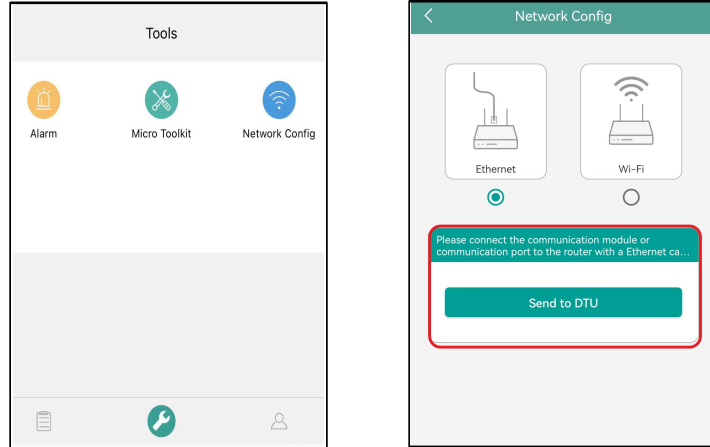 Tools
Alarm
Micro Toolkit
Network Config
Network Config
Ethernet
Wi-Fi
Please connect the communication module or
communication port to the router with a Ethernet ca...
Send to DTU